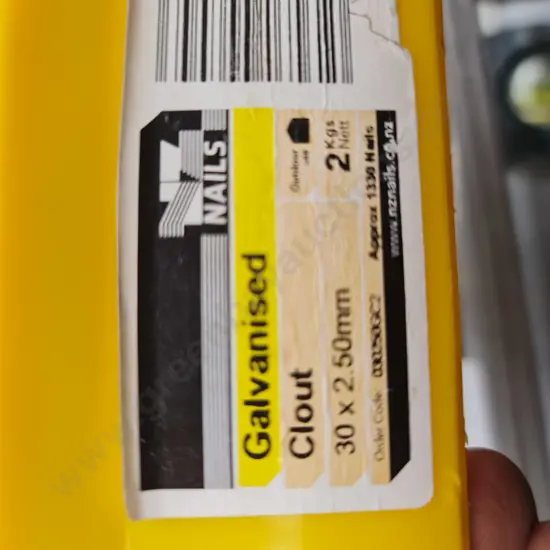 NZ
NAILS
Galvanised
Clout
Outdoor
use
30 x 2.50mm
2 Kgs
Nett
Order Code
Approx 1330 Nails
www.nznails.co.nz